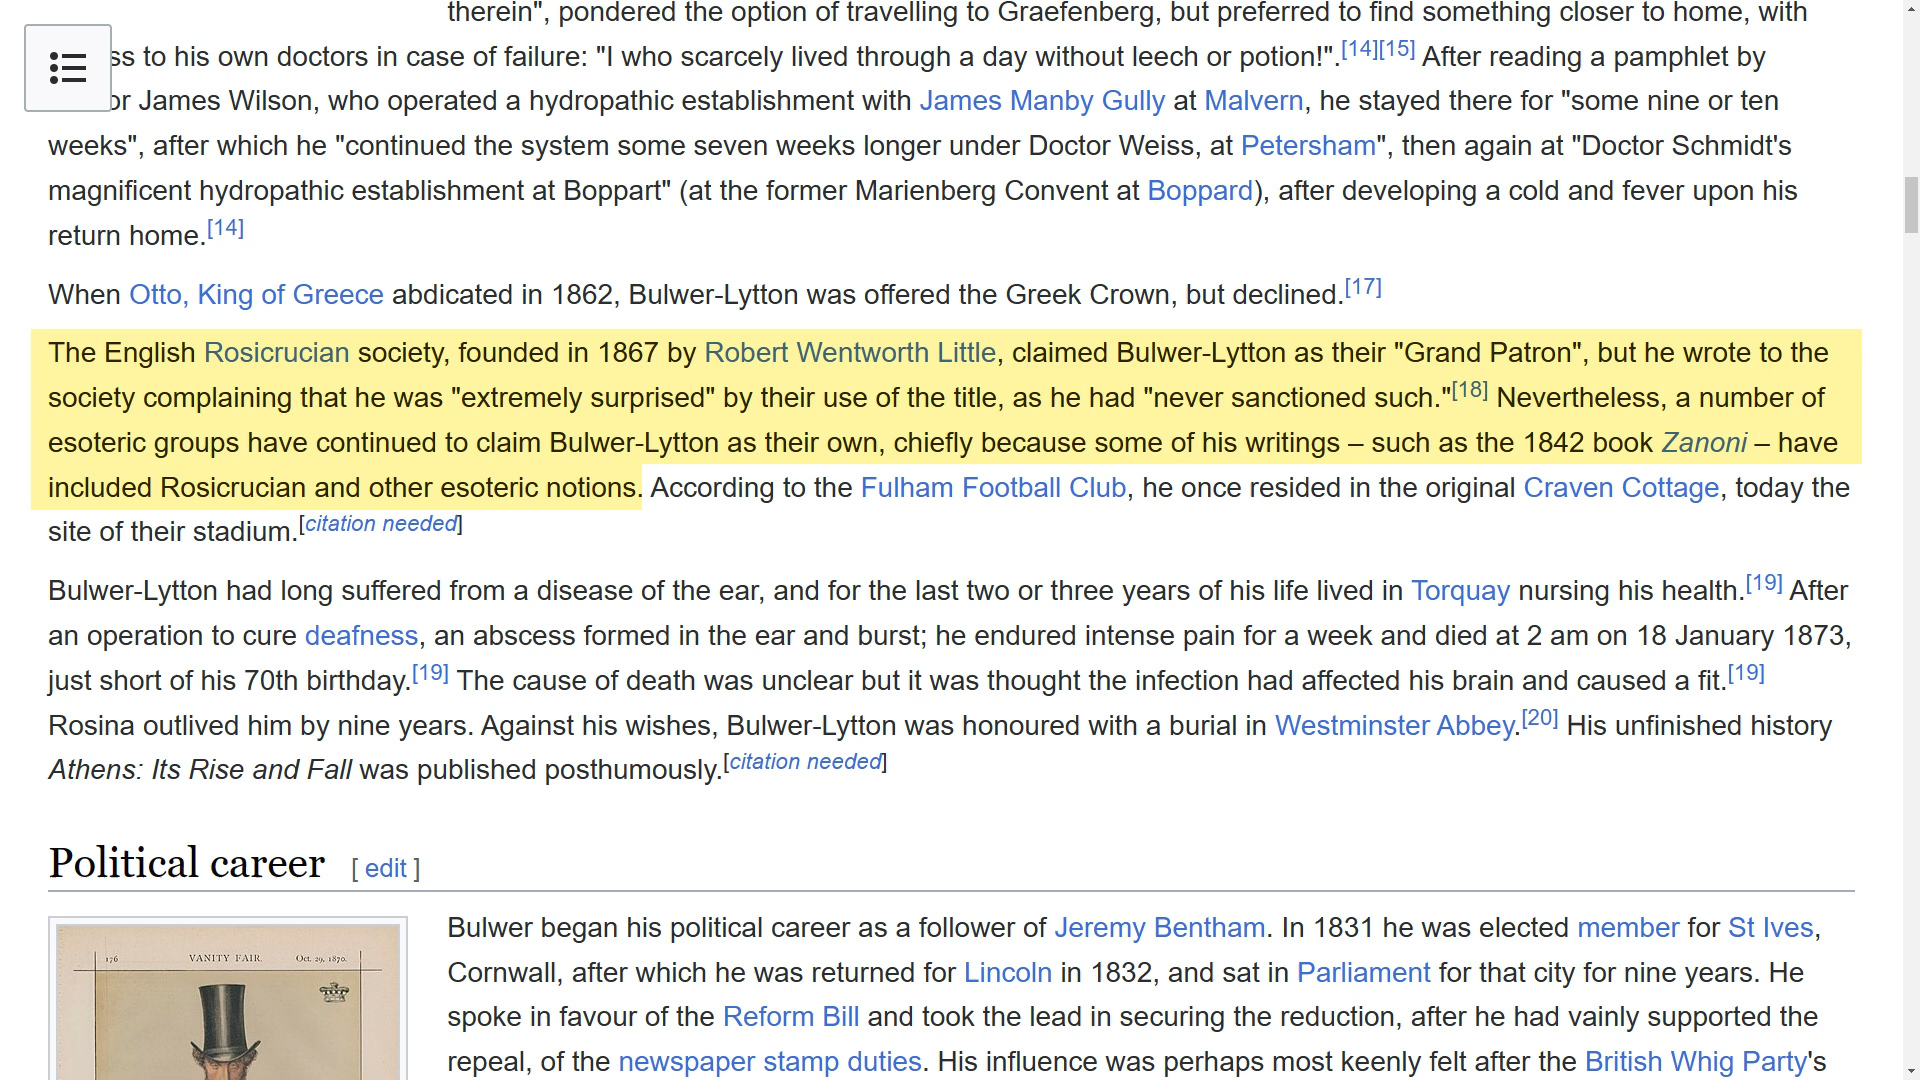 therein", pondered the option of travelling to Graefenberg, but preferred to find something closer to home, with
ss to his own doctors in case of failure: "I who scarcely lived through a day without leech or potion!".[14][15] After reading a pamphlet by
or James Wilson, who operated a hydropathic establishment with James Manby Gully at Malvern, he stayed there for "some nine or ten
weeks", after which he "continued the system some seven weeks longer under Doctor Weiss, at Petersham", then again at "Doctor Schmidt's
magnificent hydropathic establishment at Boppart" (at the former Marienberg Convent at Boppard), after developing a cold and fever upon his
return home.[14]
When Otto, King of Greece abdicated in 1862, Bulwer-Lytton was offered the Greek Crown, but declined.[17]
The English Rosicrucian society, founded in 1867 by Robert Wentworth Little, claimed Bulwer-Lytton as their "Grand Patron", but he wrote to the
society complaining that he was "extremely surprised" by their use of the title, as he had "never sanctioned such."[18] Nevertheless, a number of
esoteric groups have continued to claim Bulwer-Lytton as their own, chiefly because some of his writings – such as the 1842 book Zanoni – have
included Rosicrucian and other esoteric notions. According to the Fulham Football Club, he once resided in the original Craven Cottage, today the
site of their stadium.[citation needed]
Bulwer-Lytton had long suffered from a disease of the ear, and for the last two or three years of his life lived in Torquay nursing his health.[19] After
an operation to cure deafness, an abscess formed in the ear and burst; he endured intense pain for a week and died at 2 am on 18 January 1873,
just short of his 70th birthday.[19] The cause of death was unclear but it was thought the infection had affected his brain and caused a fit.[19]
Rosina outlived him by nine years. Against his wishes, Bulwer-Lytton was honoured with a burial in Westminster Abbey.[20] His unfinished history
Athens: Its Rise and Fall was published posthumously.[citation needed]
Political career [ edit ]
176 VANITY FAIR. Oct. 29, 1870.
Bulwer began his political career as a follower of Jeremy Bentham. In 1831 he was elected member for St Ives,
Cornwall, after which he was returned for Lincoln in 1832, and sat in Parliament for that city for nine years. He
spoke in favour of the Reform Bill and took the lead in securing the reduction, after he had vainly supported the
repeal, of the newspaper stamp duties. His influence was perhaps most keenly felt after the British Whig Party's